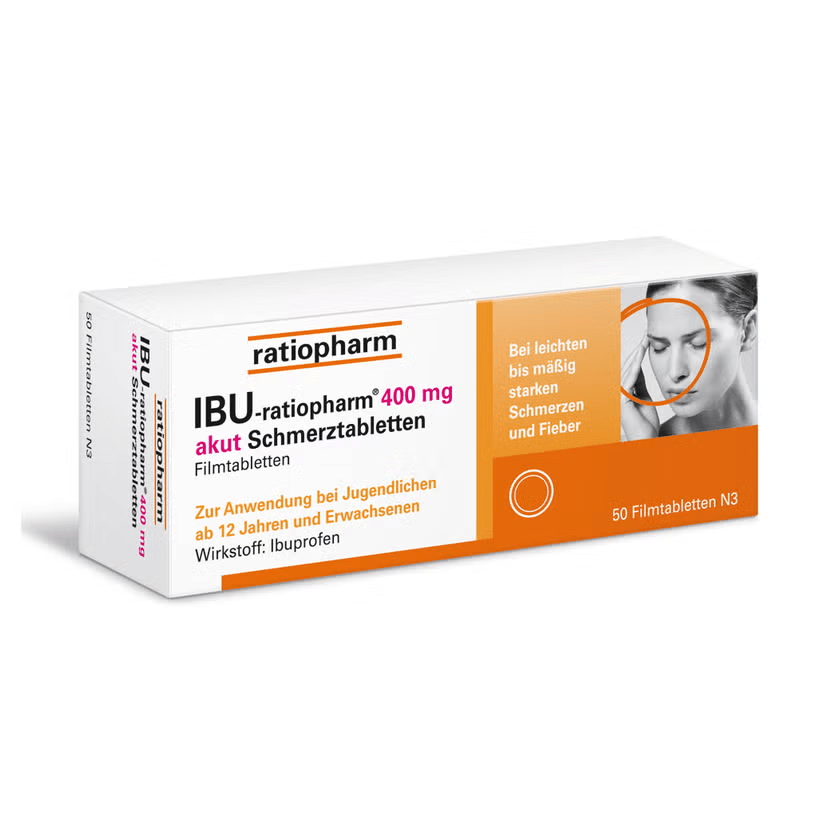 50 Filmtabletten N3
IBU-ratiopharm® 400 mg
akut Schmerztabletten
ratiopharm
ratiopharm
IBU-ratiopharm® 400 mg
akut Schmerztabletten
Filmtabletten
Zur Anwendung bei Jugendlichen
ab 12 Jahren und Erwachsenen
Wirkstoff: Ibuprofen
Bei leichten
bis mäßig
starken
Schmerzen
und Fieber
50 Filmtabletten N3